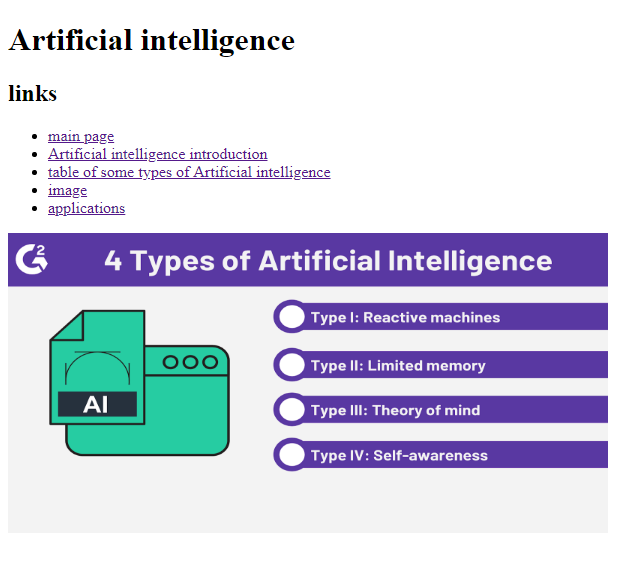 Artificial intelligence
links
main page
Artificial intelligence introduction
table of some types of Artificial intelligence
image
applications
G2
4 Types of Artificial Intelligence
Type I: Reactive machines
Type II: Limited memory
Type III: Theory of mind
Type IV: Self-awareness
AI